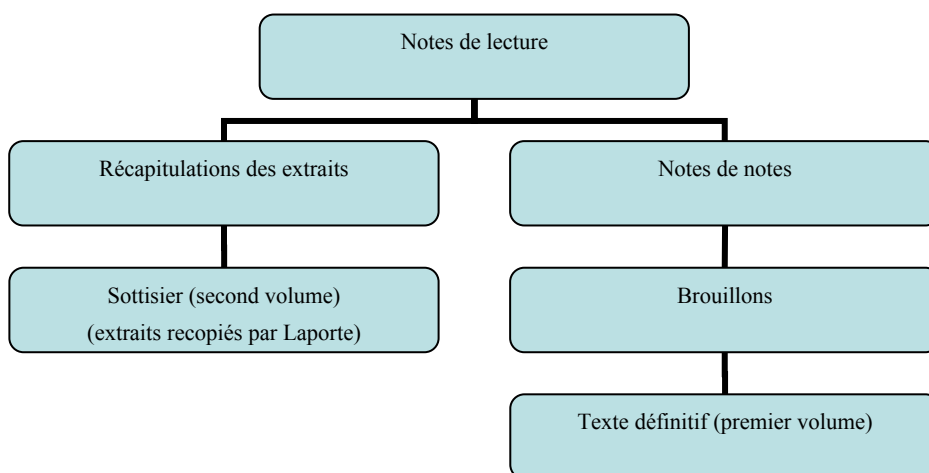 Notes de lecture
Récapitulations des extraits
Notes de notes
Sottisier (second volume)
(extraits recopiés par Laporte)
Brouillons
Texte définitif (premier volume)